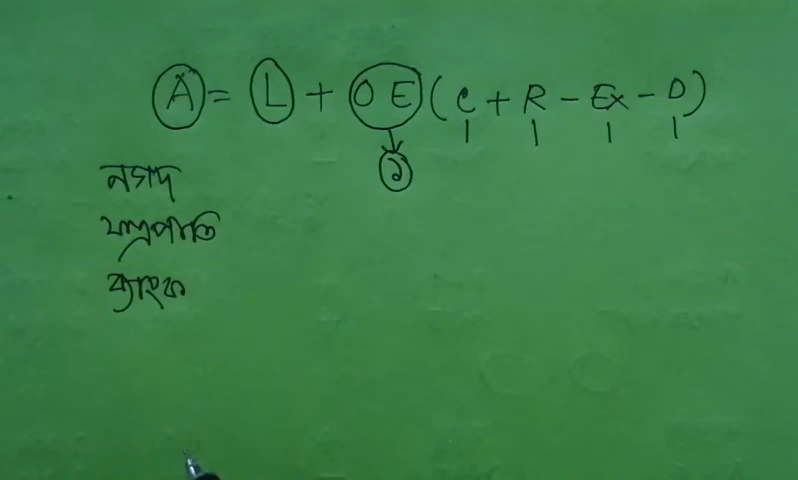 A = L + OE (C + R - Ex - D)
১
নগদ
যন্ত্রপাতি
ব্যাংক